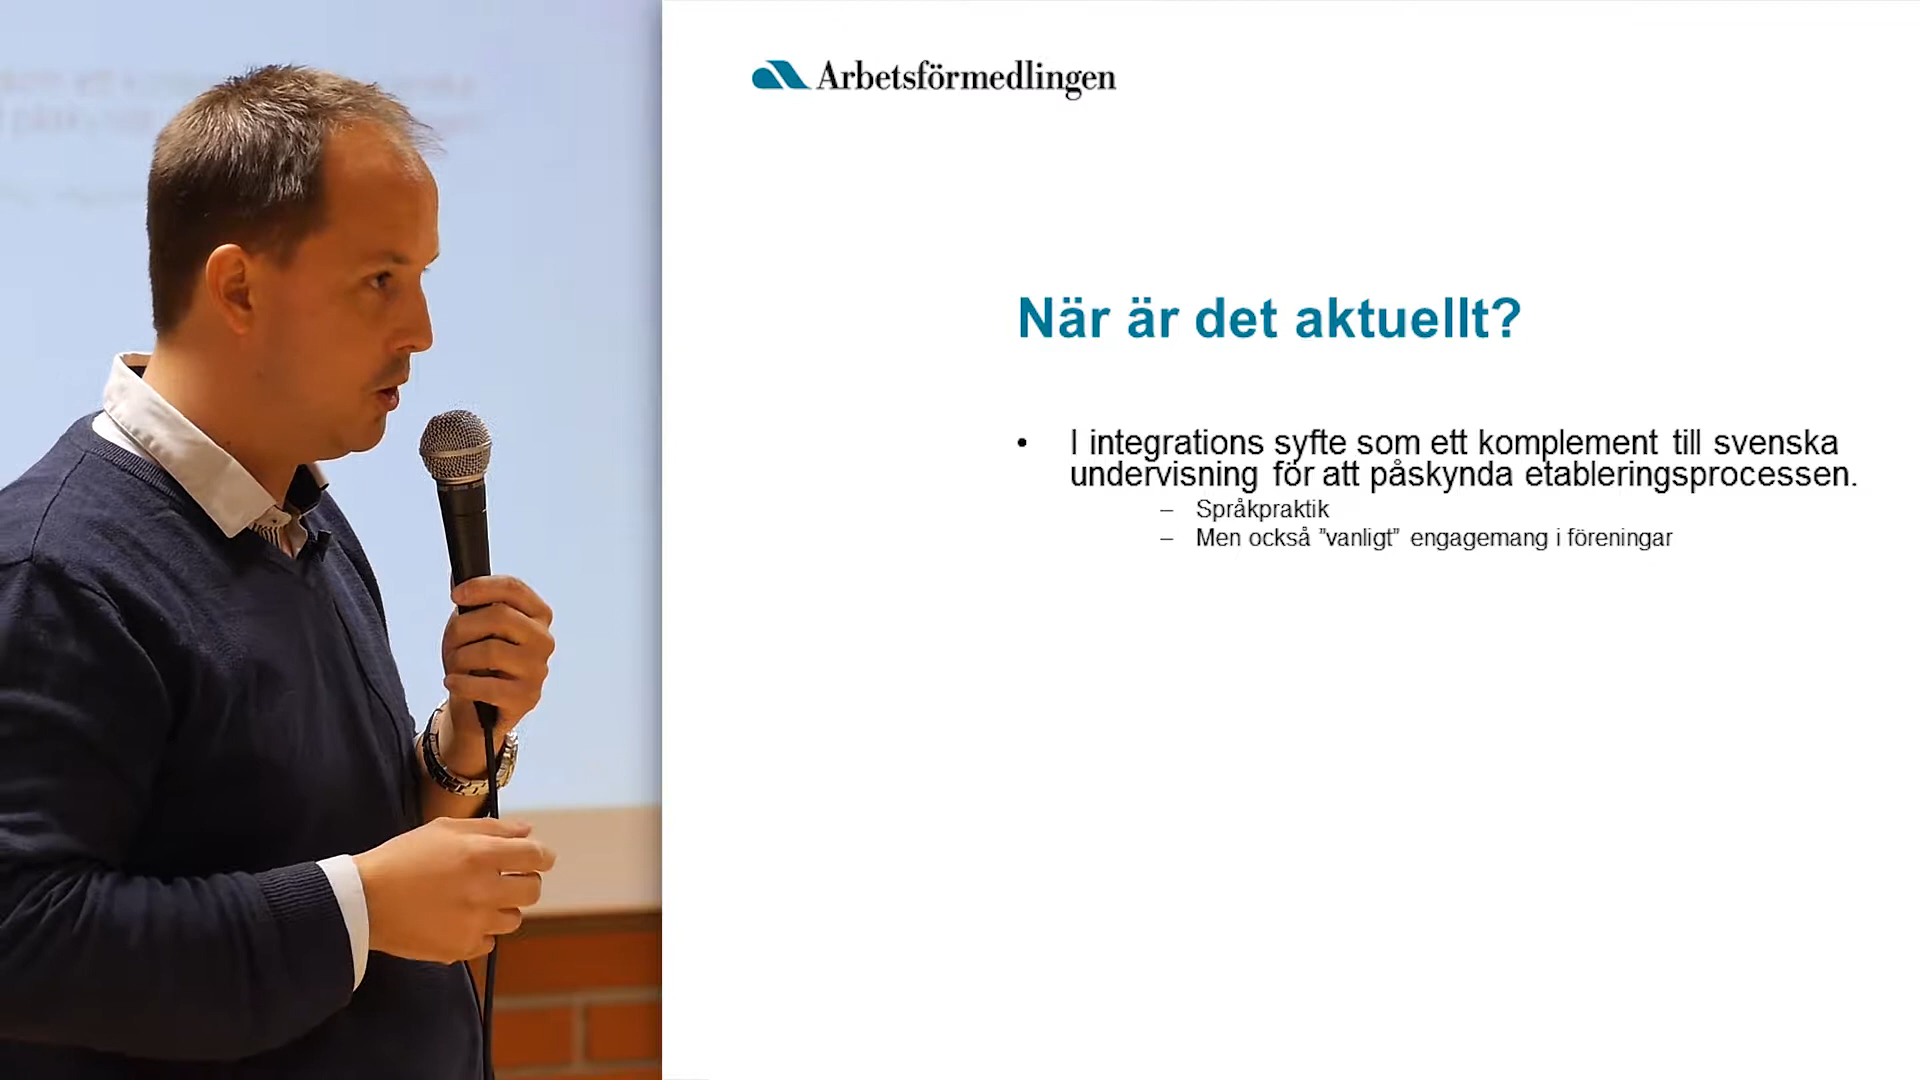 Arbetsförmedlingen
När är det aktuellt?
• I integrations syfte som ett komplement till svenska
undervisning för att påskynda etableringsprocessen.
– Språkpraktik
– Men också ”vanligt” engagemang i föreningar